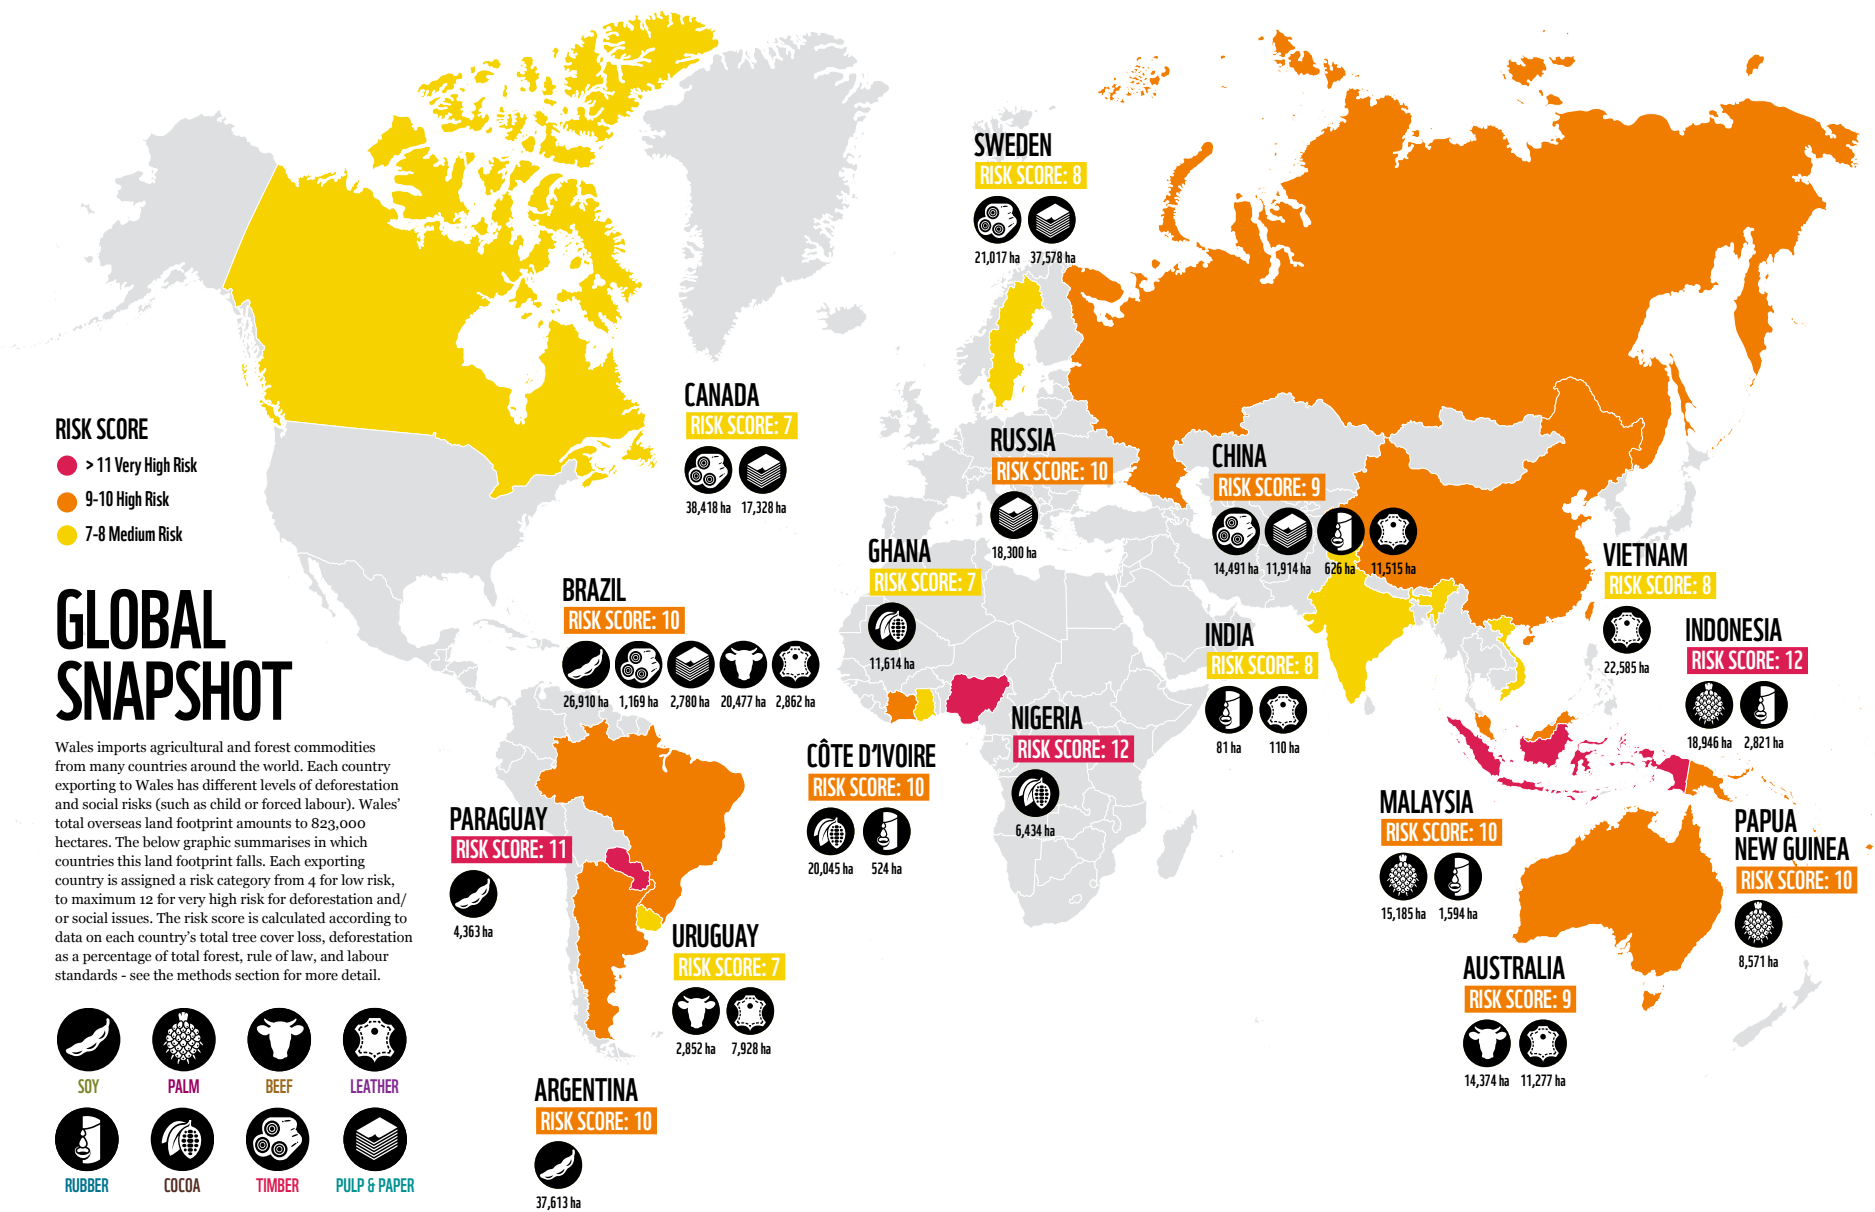 SWEDEN
RISK SCORE: 8
21,017 ha 37,578 ha
CANADA
RISK SCORE: 7
38,418 ha 17,328 ha
RISK SCORE
> 11 Very High Risk
9-10 High Risk
7-8 Medium Risk
RUSSIA
RISK SCORE: 10
18,300 ha
CHINA
RISK SCORE: 9
14,491 ha 11,914 ha 626 ha 11,515 ha
GHANA
RISK SCORE: 7
11,614 ha
VIETNAM
RISK SCORE: 8
22,585 ha
BRAZIL
RISK SCORE: 10
26,910 ha 1,169 ha 2,780 ha 20,477 ha 2,862 ha
INDIA
RISK SCORE: 8
81 ha 110 ha
INDONESIA
RISK SCORE: 12
18,946 ha 2,821 ha
GLOBAL
SNAPSHOT
Wales imports agricultural and forest commodities
from many countries around the world. Each country
exporting to Wales has different levels of deforestation
and social risks (such as child or forced labour). Wales'
total overseas land footprint amounts to 823,000
hectares. The below graphic summarises in which
countries this land footprint falls. Each exporting
country is assigned a risk category from 4 for low risk,
to maximum 12 for very high risk for deforestation and/
or social issues. The risk score is calculated according to
data on each country's total tree cover loss, deforestation
as a percentage of total forest, rule of law, and labour
standards - see the methods section for more detail.
NIGERIA
RISK SCORE: 12
6,434 ha
CÔTE D'IVOIRE
RISK SCORE: 10
20,045 ha 524 ha
PARAGUAY
RISK SCORE: 11
4,363 ha
MALAYSIA
RISK SCORE: 10
15,185 ha 1,594 ha
PAPUA
NEW GUINEA
RISK SCORE: 10
8,571 ha
URUGUAY
RISK SCORE: 7
2,852 ha 7,928 ha
AUSTRALIA
RISK SCORE: 9
14,374 ha 11,277 ha
ARGENTINA
RISK SCORE: 10
37,613 ha
SOY PALM BEEF LEATHER
RUBBER COCOA TIMBER PULP & PAPER